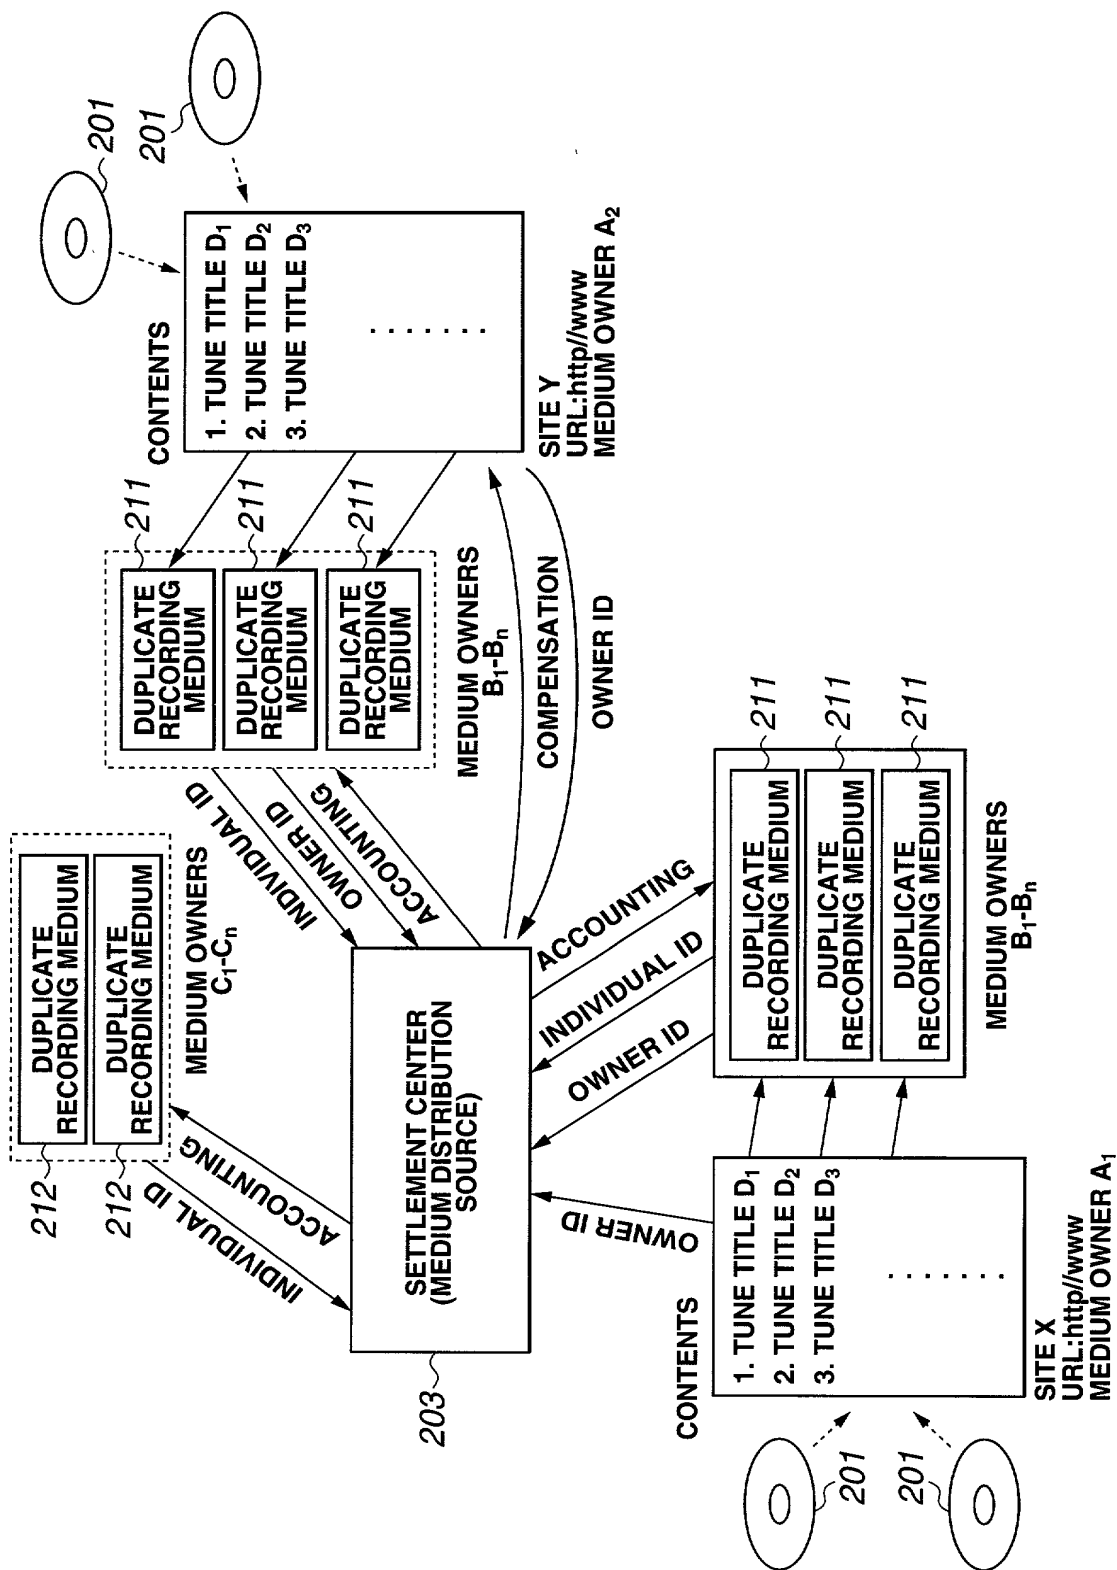 201
201
CONTENTS
1. TUNE TITLE D1
2. TUNE TITLE D2
3. TUNE TITLE D3
. . . . . . .
SITE Y
URL:http//www
MEDIUM OWNER A2
211
211
211
DUPLICATE
RECORDING
MEDIUM
DUPLICATE
RECORDING
MEDIUM
DUPLICATE
RECORDING
MEDIUM
MEDIUM OWNERS
B1-Bn
COMPENSATION
OWNER ID
INDIVIDUAL ID
OWNER ID
ACCOUNTING
DUPLICATE
RECORDING MEDIUM
DUPLICATE
RECORDING MEDIUM
212
212
MEDIUM OWNERS
C1-Cn
ACCOUNTING
INDIVIDUAL ID
SETTLEMENT CENTER
(MEDIUM DISTRIBUTION
SOURCE)
203
ACCOUNTING
INDIVIDUAL ID
OWNER ID
OWNER ID
211
211
211
DUPLICATE
RECORDING MEDIUM
DUPLICATE
RECORDING MEDIUM
DUPLICATE
RECORDING MEDIUM
MEDIUM OWNERS
B1-Bn
CONTENTS
1. TUNE TITLE D1
2. TUNE TITLE D2
3. TUNE TITLE D3
. . . . . . .
SITE X
URL:http//www
MEDIUM OWNER A1
201
201